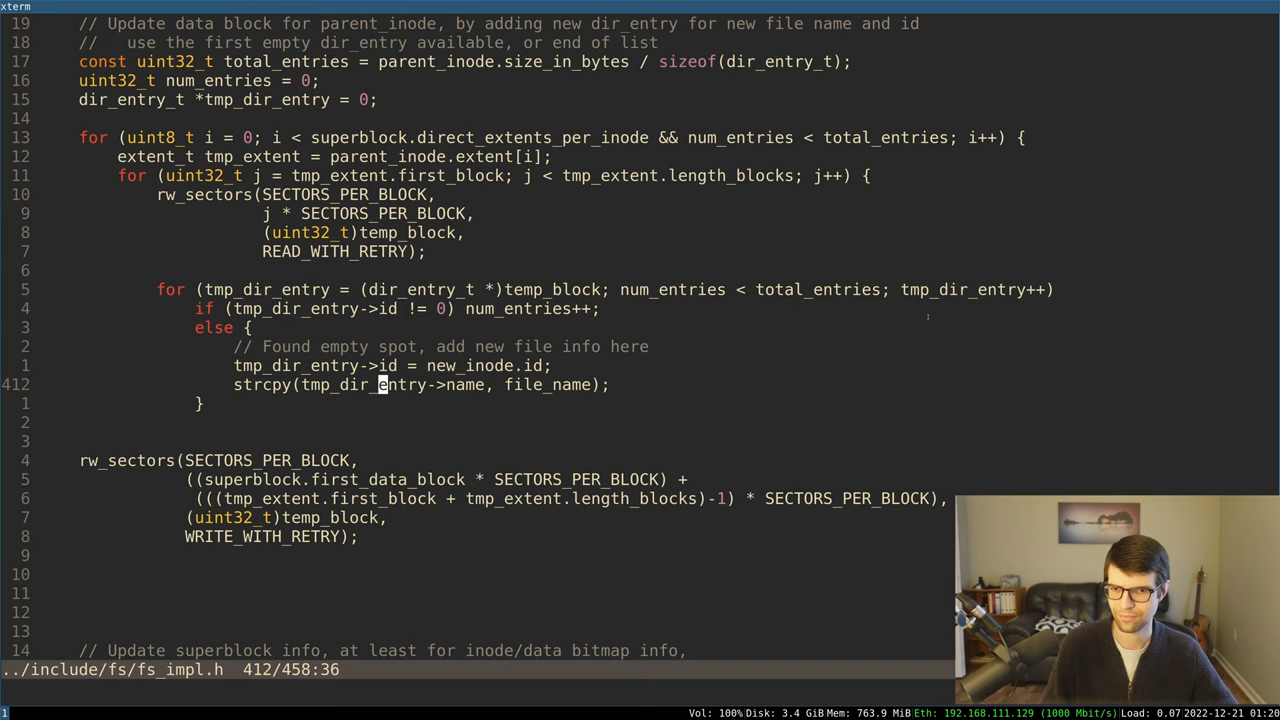 xterm
19 // Update data block for parent_inode, by adding new dir_entry for new file name and id
18 //   use the first empty dir_entry available, or end of list
17 const uint32_t total_entries = parent_inode.size_in_bytes / sizeof(dir_entry_t);
16 uint32_t num_entries = 0;
15 dir_entry_t *tmp_dir_entry = 0;
14
13 for (uint8_t i = 0; i < superblock.direct_extents_per_inode && num_entries < total_entries; i++) {
12 extent_t tmp_extent = parent_inode.extent[i];
11 for (uint32_t j = tmp_extent.first_block; j < tmp_extent.length_blocks; j++) {
10 rw_sectors(SECTORS_PER_BLOCK,
9 j * SECTORS_PER_BLOCK,
8 (uint32_t)temp_block,
7 READ_WITH_RETRY);
6
5 for (tmp_dir_entry = (dir_entry_t *)temp_block; num_entries < total_entries; tmp_dir_entry++)
4 if (tmp_dir_entry->id != 0) num_entries++;
3 else {
2 // Found empty spot, add new file info here
1 tmp_dir_entry->id = new_inode.id;
412 strcpy(tmp_dir_entry->name, file_name);
1 }
2
3
4 rw_sectors(SECTORS_PER_BLOCK,
5 ((superblock.first_data_block * SECTORS_PER_BLOCK) +
6 (((tmp_extent.first_block + tmp_extent.length_blocks)-1) * SECTORS_PER_BLOCK),
7 (uint32_t)temp_block,
8 WRITE_WITH_RETRY);
9
10
11
12
13
14 // Update superblock info, at least for inode/data bitmap info,
../include/fs/fs_impl.h 412/458:36
1 Vol: 100% Disk: 3.4 GiB Mem: 763.9 MiB Eth: 192.168.111.129 (1000 Mbit/s) Load: 0.07 2022-12-21 01:20